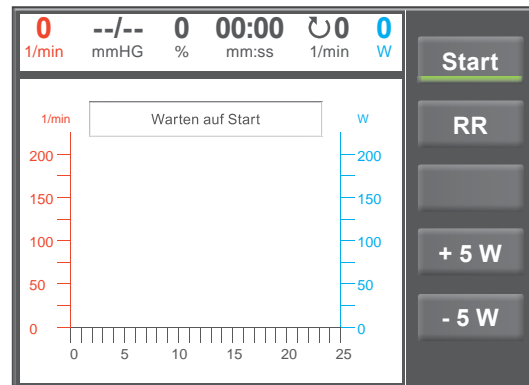 0 --/-- 0 00:00 ↻0 0
1/min mmHG % mm:ss 1/min W
Start
RR
+ 5 W
- 5 W
1/min Warten auf Start W
200 200
150 150
100 100
50 50
0 0
0 5 10 15 20 25